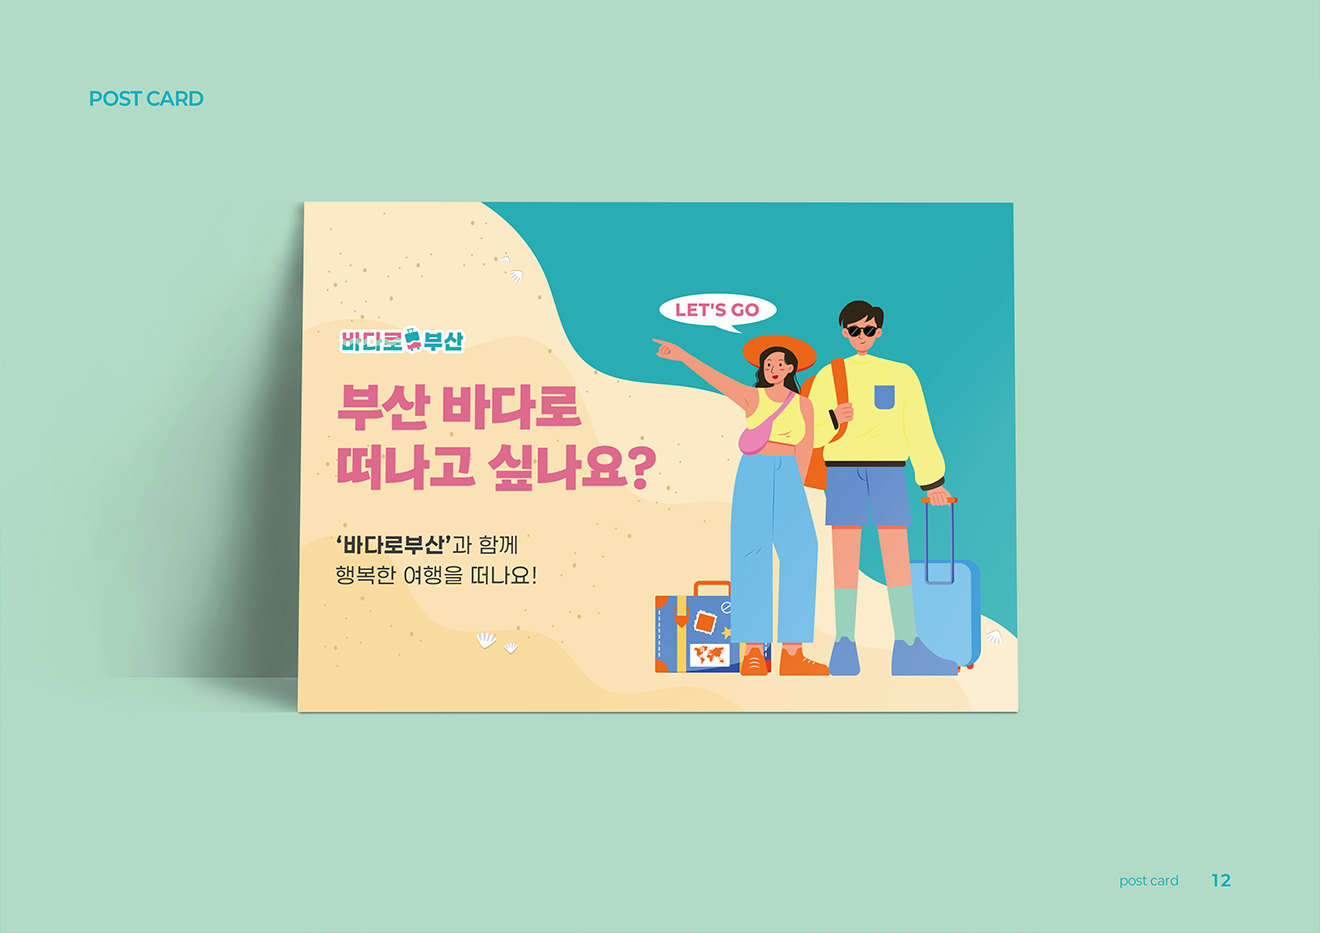 POST CARD
LET'S GO
바다로부산
부산 바다로
떠나고 싶나요?
‘바다로부산’과 함께
행복한 여행을 떠나요!
post card 12